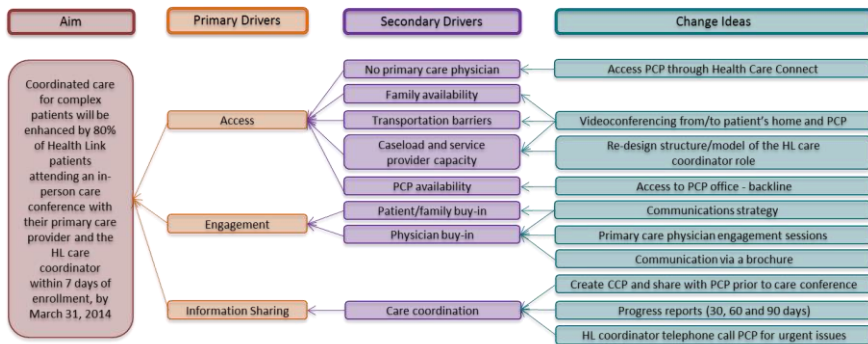 Aim
Primary Drivers
Secondary Drivers
Change Ideas
Coordinated care
for complex
patients will be
enhanced by 80%
of Health Link
patients
attending an in-
person care
conference with
their primary care
provider and the
HL care
coordinator
within 7 days of
enrollment, by
March 31, 2014
Access
Engagement
Information Sharing
No primary care physician
Family availability
Transportation barriers
Caseload and service
provider capacity
PCP availability
Patient/family buy-in
Physician buy-in
Care coordination
Access PCP through Health Care Connect
Videoconferencing from/to patient's home and PCP
Re-design structure/model of the HL care
coordinator role
Access to PCP office - backline
Communications strategy
Primary care physician engagement sessions
Communication via a brochure
Create CCP and share with PCP prior to care conference
Progress reports (30, 60 and 90 days)
HL coordinator telephone call PCP for urgent issues